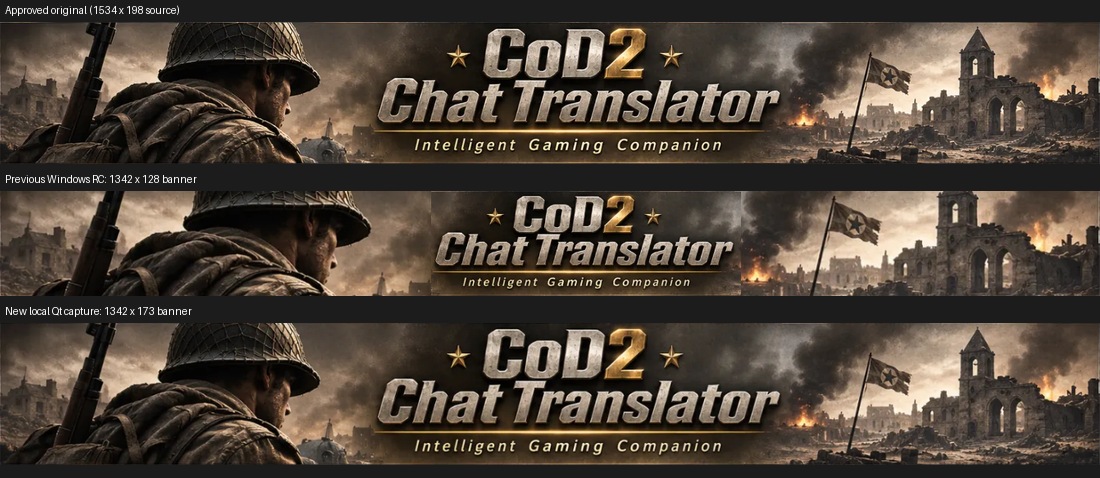 Approved original (1534 x 198 source)
CoD2
Chat Translator
Intelligent Gaming Companion
Previous Windows RC: 1342 x 128 banner
CoD2
Chat Translator
Intelligent Gaming Companion
New local Qt capture: 1342 x 173 banner
CoD2
Chat Translator
Intelligent Gaming Companion